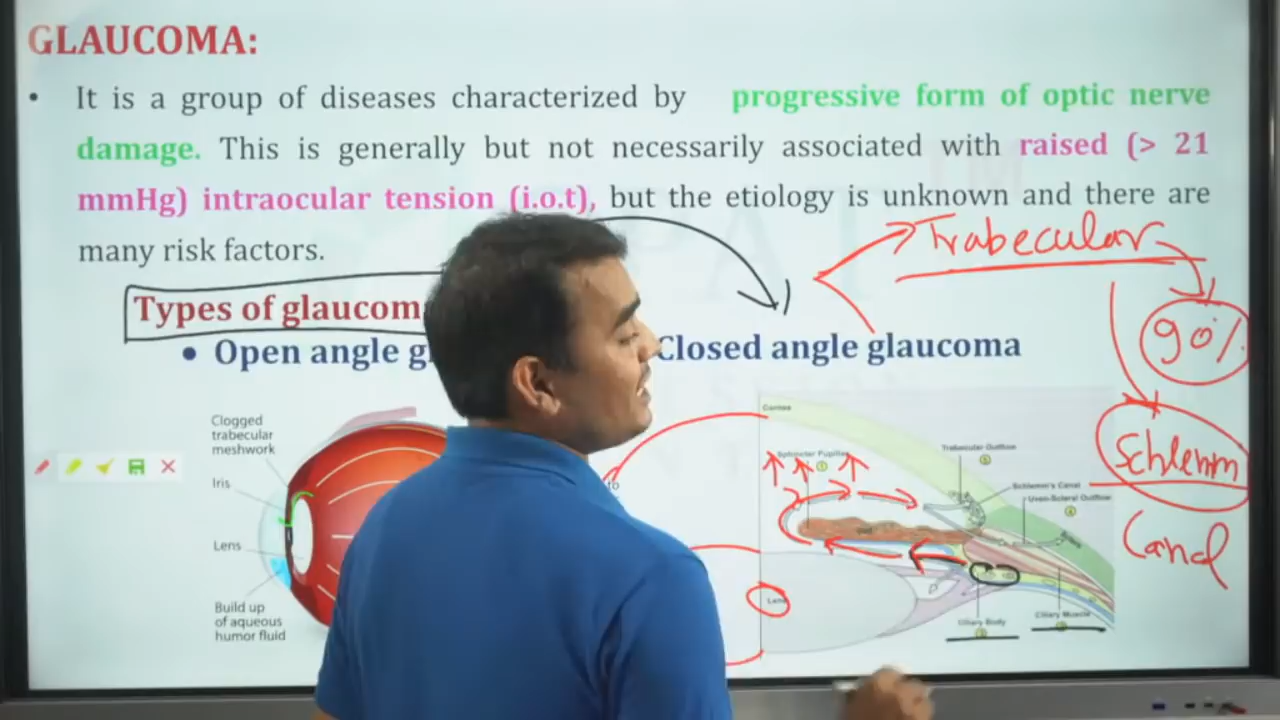 GLAUCOMA:
• It is a group of diseases characterized by progressive form of optic nerve
damage. This is generally but not necessarily associated with raised (> 21
mmHg) intraocular tension (i.o.t), but the etiology is unknown and there are
many risk factors.
Trabecular
90%
Types of glaucom
• Open angle g
Closed angle glaucoma
Schlemm
Canal
Clogged
trabecular
meshwork
Iris
Lens
Build up
of aqueous
humor fluid
Cornea
Sphincter Pupillae
Trabecular Outflow
Schlemm's Canal
Uveo-Scleral Outflow
Lens
Ciliary Body
Ciliary Muscle